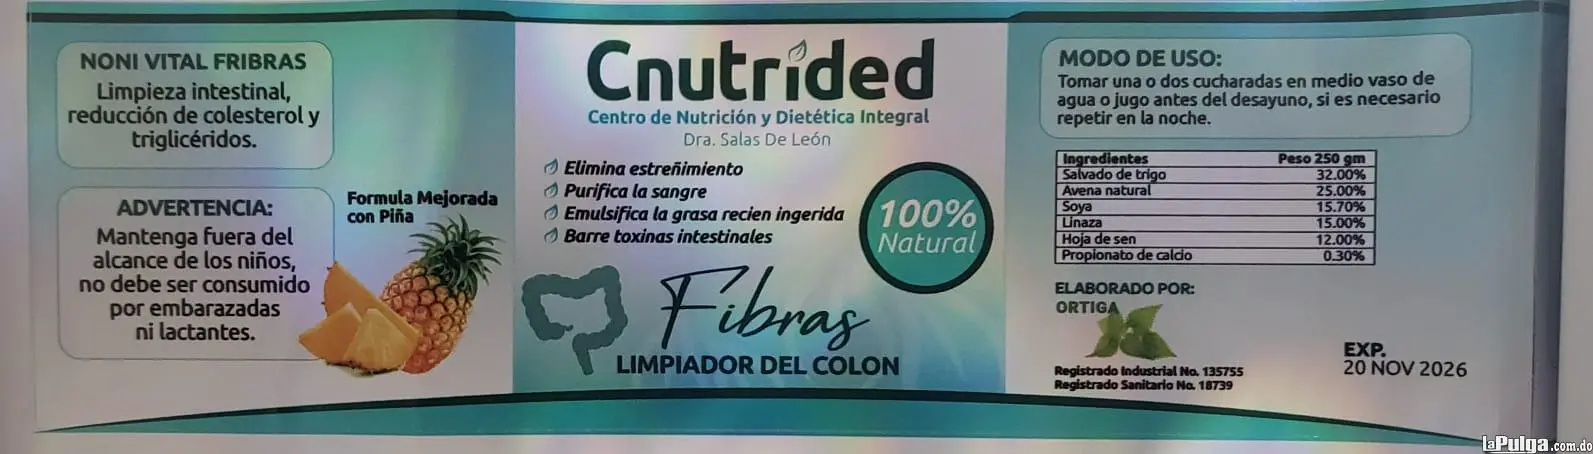 NONI VITAL FRIBRAS
Limpieza intestinal,
reducción de colesterol y
triglicéridos.
ADVERTENCIA:
Mantenga fuera del
alcance de los niños,
no debe ser consumido
por embarazadas
ni lactantes.
Formula Mejorada
con Piña
Cnutrided
Centro de Nutrición y Dietética Integral
Dra. Salas De León
Elimina estreñimiento
Purifica la sangre
Emulsifica la grasa recien ingerida
Barre toxinas intestinales
100%
Natural
Fibras
LIMPIADOR DEL COLON
MODO DE USO:
Tomar una o dos cucharadas en medio vaso de
agua o jugo antes del desayuno, si es necesario
repetir en la noche.
Ingredientes Peso 250 gm
Salvado de trigo 32.00%
Avena natural 25.00%
Soya 15.70%
Linaza 15.00%
Hoja de sen 12.00%
Propionato de calcio 0.30%
ELABORADO POR:
ORTIGA
Registrado Industrial No. 135755
Registrado Sanitario No. 18739
EXP.
20 NOV 2026
laPulga.com.do